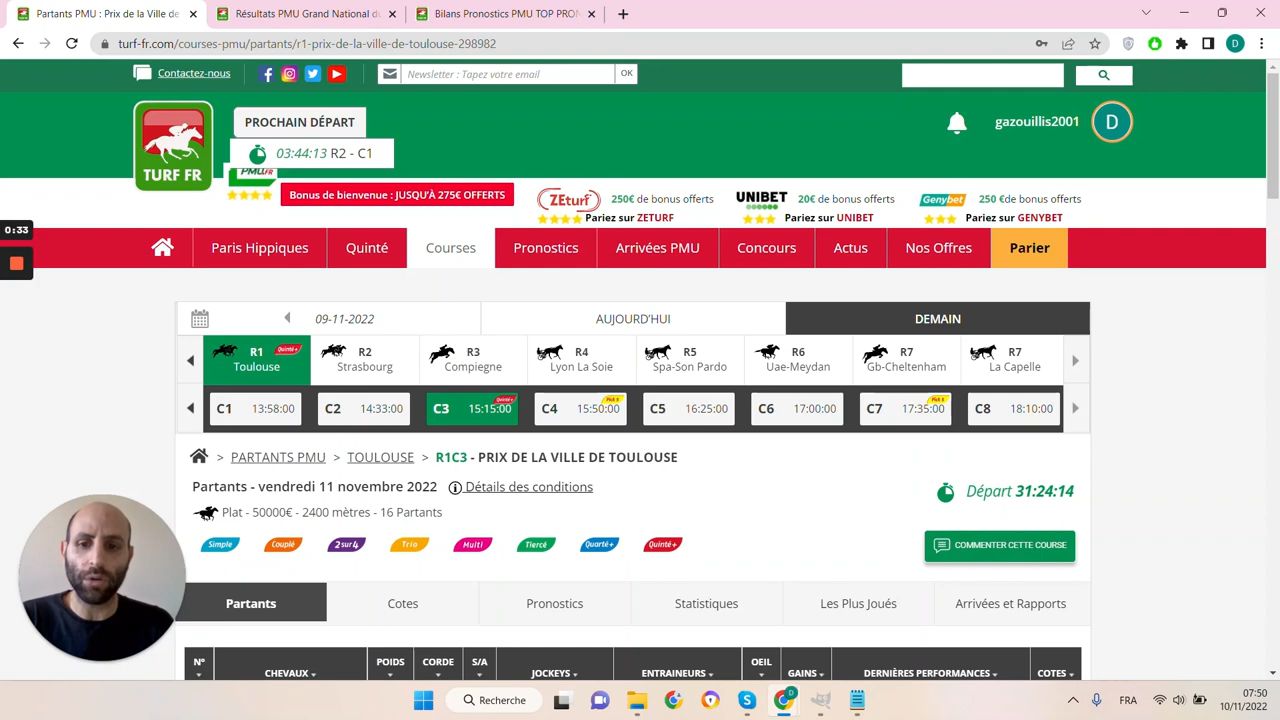 Partants PMU : Prix de la Ville de
Résultats PMU Grand National du
Bilans Pronostics PMU TOP PRON
turf-fr.com/courses-pmu/partants/r1-prix-de-la-ville-de-toulouse-298982
D
Contactez-nous
Newsletter : Tapez votre email
OK
PROCHAIN DÉPART
03:44:13 R2 - C1
TURF FR
gazouillis2001
D
PMU.FR
Bonus de bienvenue : JUSQU'À 275€ OFFERTS
ZEturf
250€ de bonus offerts
Pariez sur ZETURF
UNIBET
20€ de bonus offerts
Pariez sur UNIBET
Genybet
250 € de bonus offerts
Pariez sur GENYBET
0:33
Paris Hippiques
Quinté
Courses
Pronostics
Arrivées PMU
Concours
Actus
Nos Offres
Parier
09-11-2022
AUJOURD'HUI
DEMAIN
R1 Quinté+
Toulouse
R2
Strasbourg
R3
Compiegne
R4
Lyon La Soie
R5
Spa-Son Pardo
R6
Uae-Meydan
R7
Gb-Cheltenham
R7
La Capelle
C1 13:58:00
C2 14:33:00
C3 15:15:00 Quinté+
C4 15:50:00 Pick 5
C5 16:25:00
C6 17:00:00
C7 17:35:00 Pick 5
C8 18:10:00
> PARTANTS PMU > TOULOUSE > R1C3 - PRIX DE LA VILLE DE TOULOUSE
Partants - vendredi 11 novembre 2022 Détails des conditions
Départ 31:24:14
Plat - 50000€ - 2400 mètres - 16 Partants
Simple
Couplé
2sur4
Trio
Multi
Tiercé
Quarté+
Quinté+
COMMENTER CETTE COURSE
Partants
Cotes
Pronostics
Statistiques
Les Plus Joués
Arrivées et Rapports
N°
CHEVAUX
POIDS
CORDE
S/A
JOCKEYS
ENTRAINEURS
OEIL
GAINS
DERNIÈRES PERFORMANCES
COTES
Recherche
D
FRA
07:50
10/11/2022